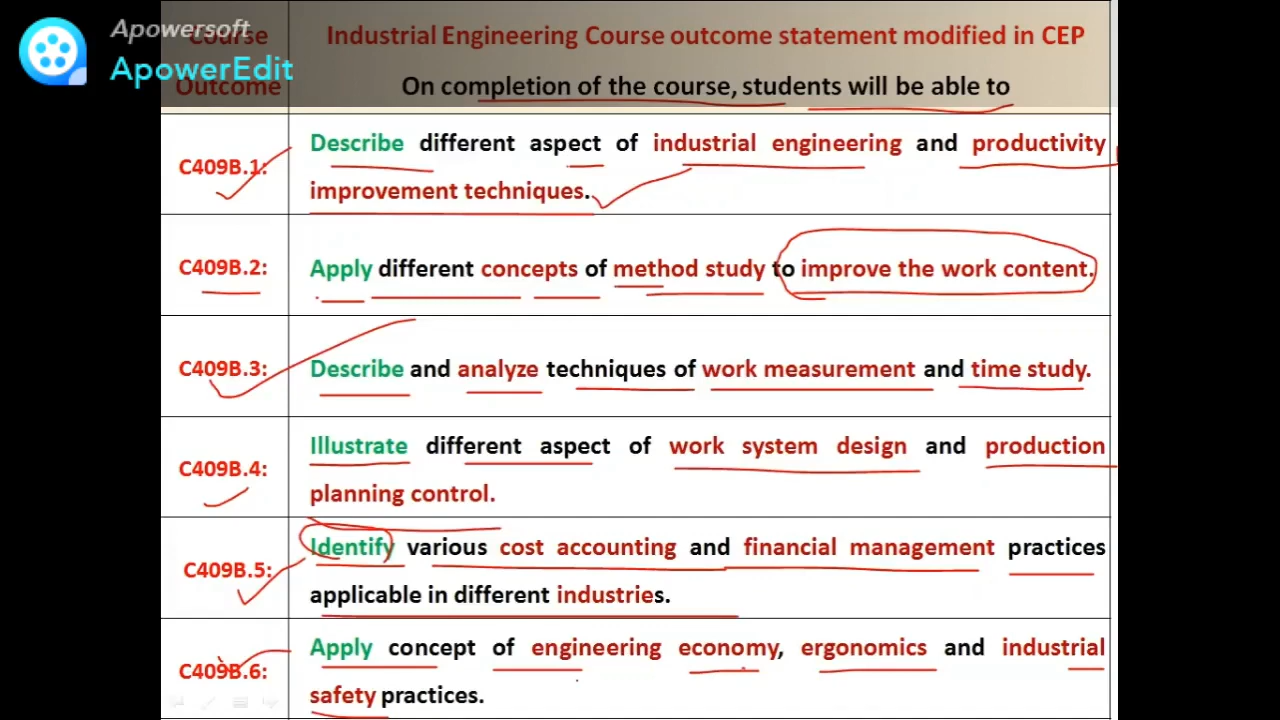 Apowersoft
ApowerEdit
Course Outcome
Industrial Engineering Course outcome statement modified in CEP
On completion of the course, students will be able to
C409B.1:
Describe different aspect of industrial engineering and productivity
improvement techniques.
C409B.2:
Apply different concepts of method study to improve the work content.
C409B.3:
Describe and analyze techniques of work measurement and time study.
C409B.4:
Illustrate different aspect of work system design and production
planning control.
C409B.5:
Identify various cost accounting and financial management practices
applicable in different industries.
C409B.6:
Apply concept of engineering economy, ergonomics and industrial
safety practices.